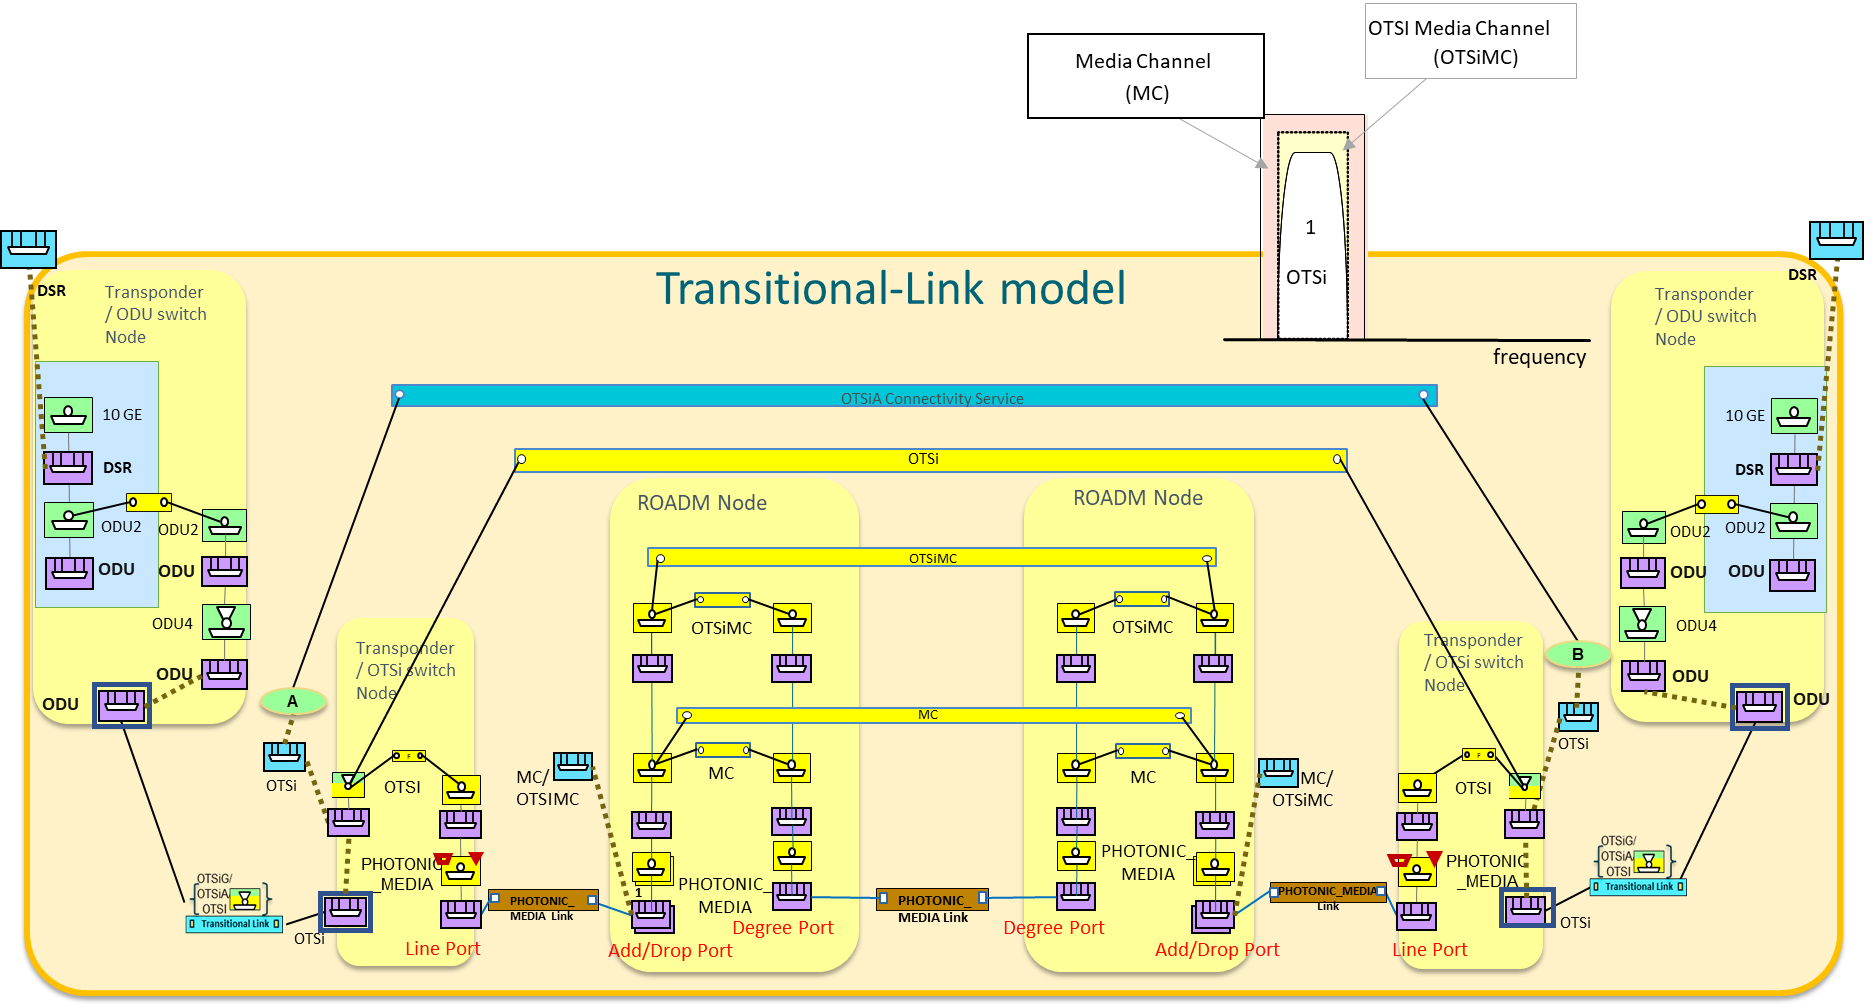 OTSI Media Channel
(OTSiMC)
Media Channel
(MC)
1
OTSi
frequency
Transitional-Link model
DSR
Transponder
/ ODU switch
Node
10 GE
DSR
ODU2
ODU2
ODU
ODU
ODU4
ODU
ODU
DSR
Transponder
/ ODU switch
Node
10 GE
DSR
ODU2
ODU2
ODU
ODU
ODU4
ODU
ODU
OTSiA Connectivity Service
OTSi
ROADM Node
ROADM Node
OTSiMC
OTSiMC
OTSiMC
MC
MC
MC
A
OTSi
Transponder
/ OTSi switch
Node
F
OTSI
PHOTONIC
_MEDIA
OTSiG/
OTSiA/
OTSI
Transitional Link
OTSi
Line Port
PHOTONIC_
MEDIA Link
MC/
OTSIMC
1
Add/Drop Port
PHOTONIC_
MEDIA
Degree Port
PHOTONIC_
MEDIA Link
Degree Port
PHOTONIC_
MEDIA
Add/Drop Port
MC/
OTSiMC
PHOTONIC_MEDIA
Link
Line Port
Transponder
/ OTSi switch
Node
F
OTSI
PHOTONIC
_MEDIA
B
OTSi
OTSi
OTSiG/
OTSiA/
OTSI
Transitional Link